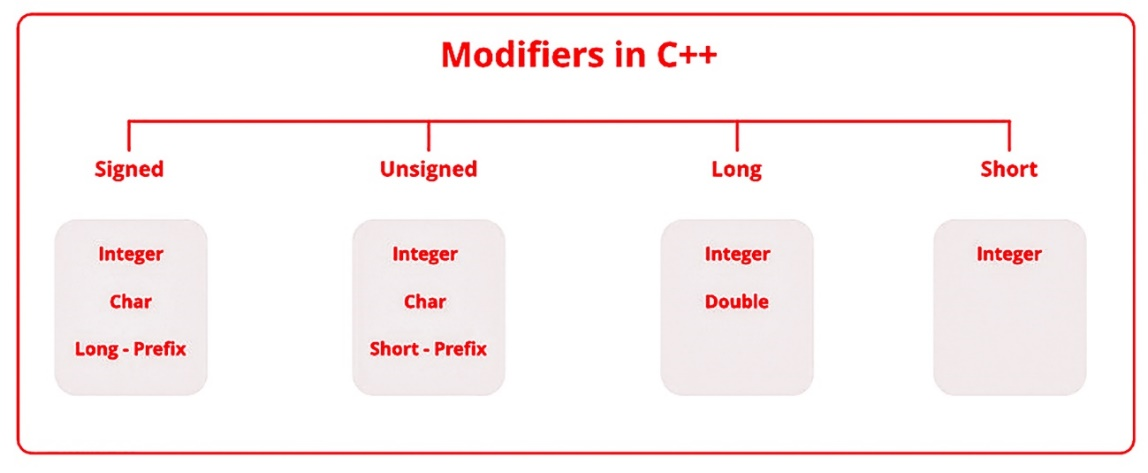 Modifiers in C++
Signed
Unsigned
Long
Short
Integer
Char
Long - Prefix
Integer
Char
Short - Prefix
Integer
Double
Integer